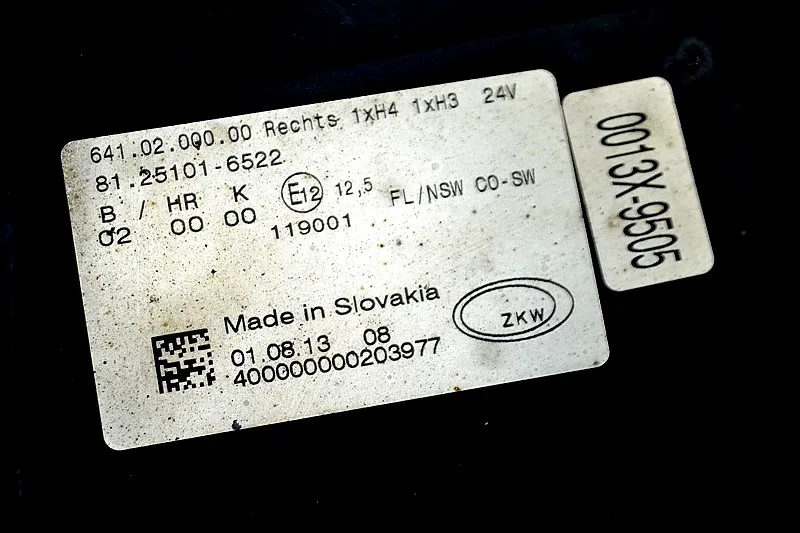 641.02.000.00 Rechts 1xH4 1xH3 24V
81.25101-6522
B / HR K E12 12,5 FL/NSW CO-SW
02 00 00 119001
Made in Slovakia
01.08.13 08
400000000203977
ZKW
0013X-9505